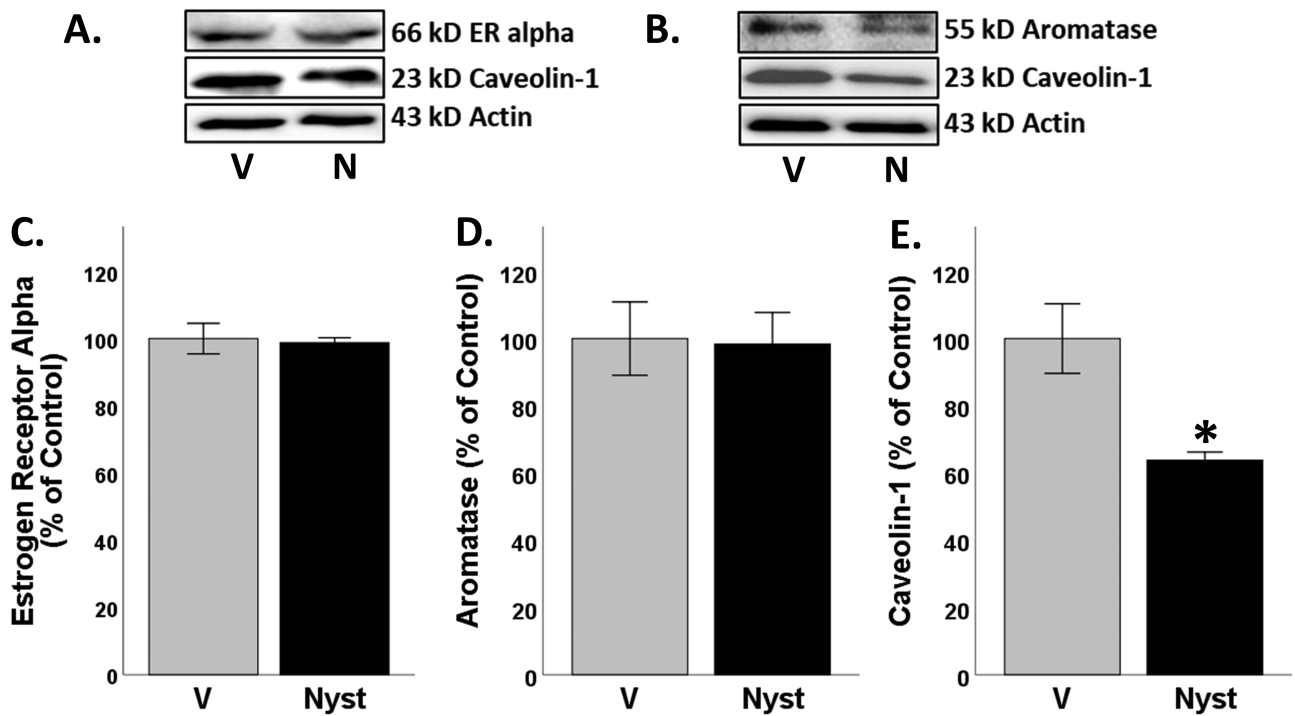 A.
66 kD ER alpha
23 kD Caveolin-1
43 kD Actin
V N
B.
55 kD Aromatase
23 kD Caveolin-1
43 kD Actin
V N
C.
Estrogen Receptor Alpha
(% of Control)
120
100
80
60
40
20
0
V Nyst
D.
Aromatase (% of Control)
120
100
80
60
40
20
0
V Nyst
E.
Caveolin-1 (% of Control)
120
100
80
60
40
20
0
*
V Nyst